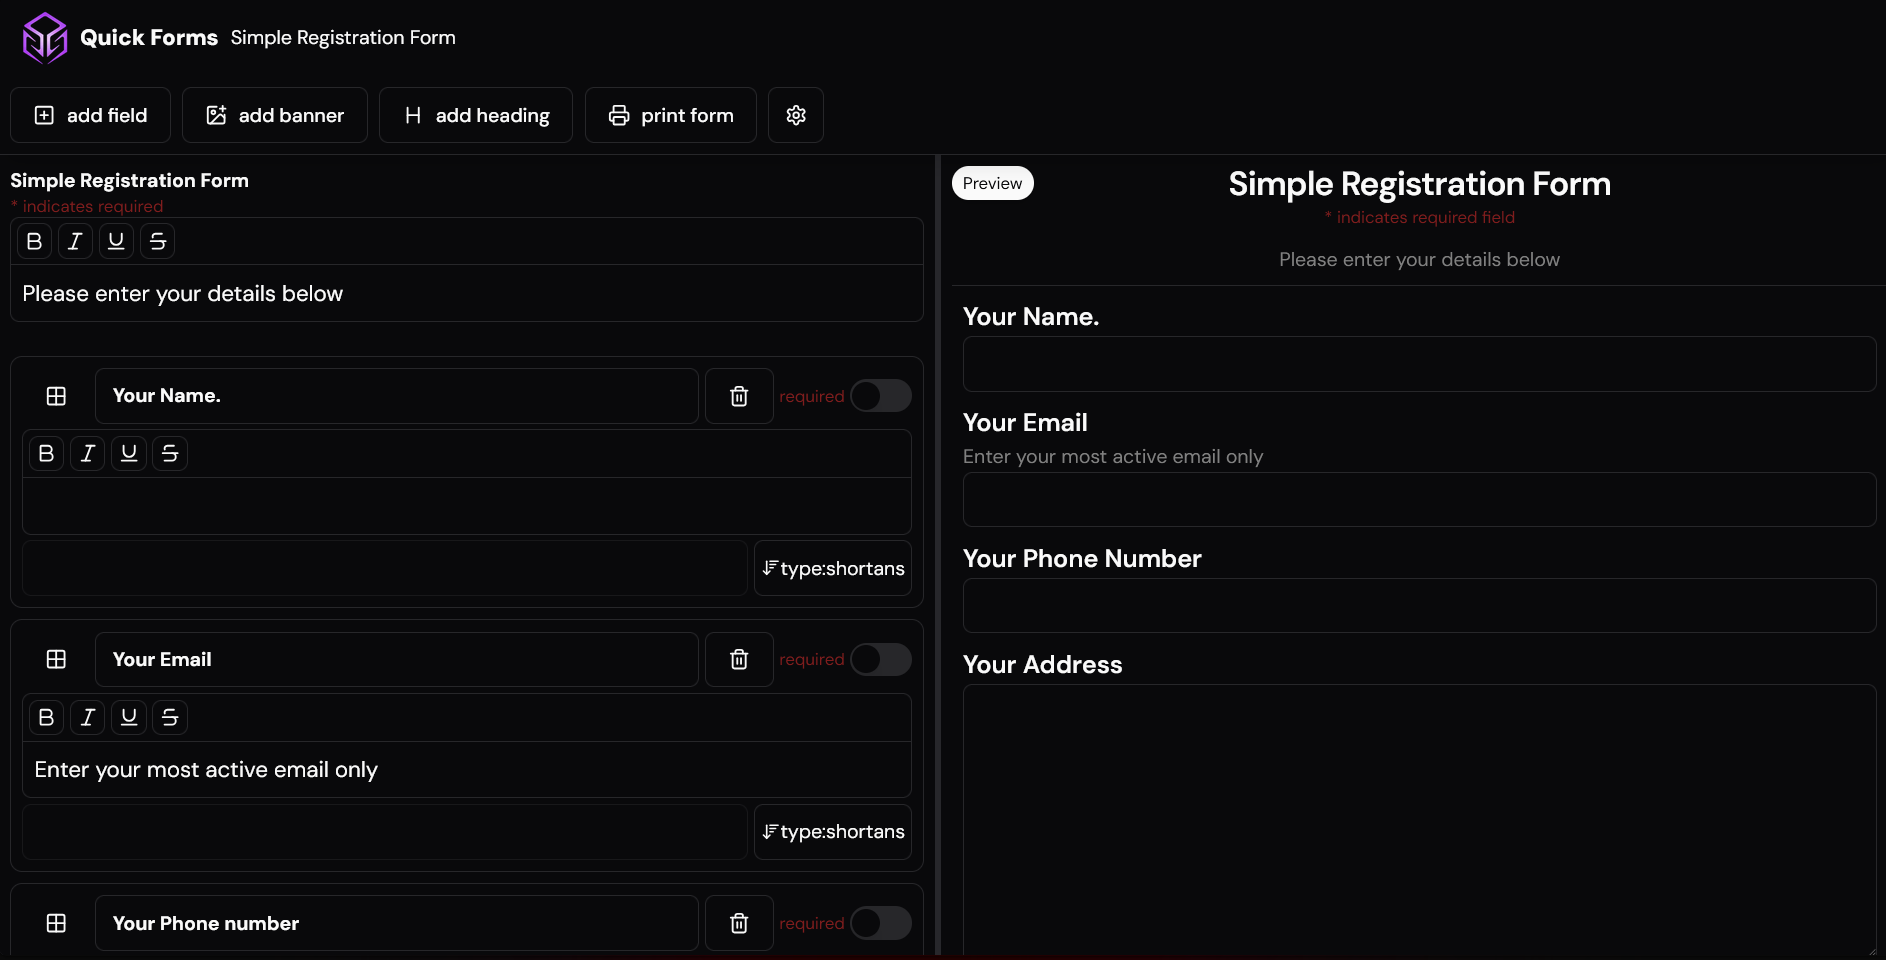 Quick Forms Simple Registration Form
add field add banner add heading print form
Simple Registration Form
* indicates required
B I U S
Please enter your details below
Your Name.
required
B I U S
type:shortans
Your Email
required
B I U S
Enter your most active email only
type:shortans
Your Phone number
required
Preview
Simple Registration Form
* indicates required field
Please enter your details below
Your Name.
Your Email
Enter your most active email only
Your Phone Number
Your Address